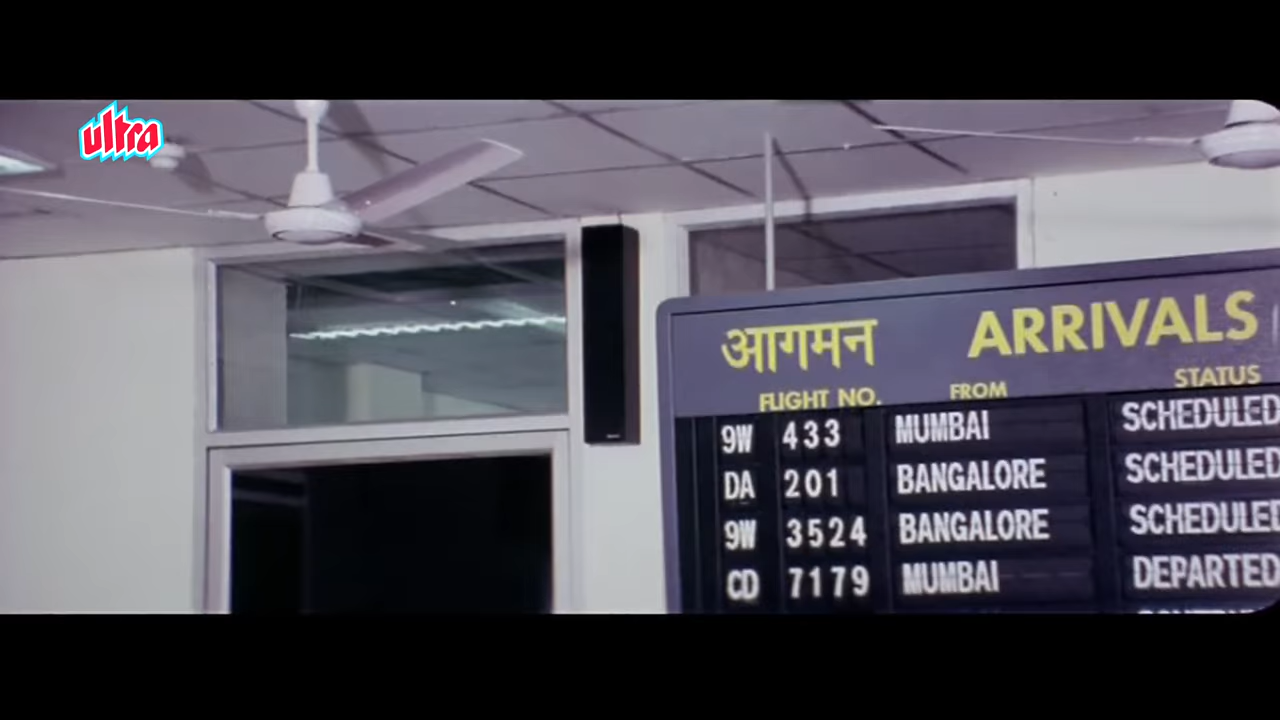 ultra
आगमन ARRIVALS
FLIGHT NO. FROM STATUS
9W 433 MUMBAI SCHEDULED
DA 201 BANGALORE SCHEDULED
9W 3524 BANGALORE SCHEDULED
CD 7179 MUMBAI DEPARTED